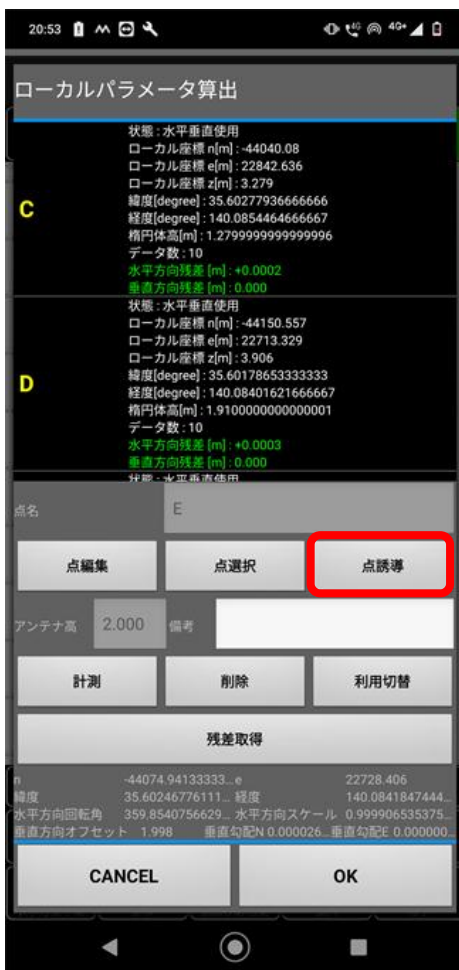 20:53 4G 4G+
ローカルパラメータ算出
C
状態 : 水平垂直使用
ローカル座標 n[m] : -44040.08
ローカル座標 e[m] : 22842.636
ローカル座標 z[m] : 3.279
緯度[degree] : 35.60277936666666
経度[degree] : 140.0854464666667
楕円体高[m] : 1.2799999999999996
データ数 : 10
水平方向残差 [m] : +0.0002
垂直方向残差 [m] : 0.000
D
状態 : 水平垂直使用
ローカル座標 n[m] : -44150.557
ローカル座標 e[m] : 22713.329
ローカル座標 z[m] : 3.906
緯度[degree] : 35.60178653333333
経度[degree] : 140.08401621666667
楕円体高[m] : 1.9100000000000001
データ数 : 10
水平方向残差 [m] : +0.0003
垂直方向残差 [m] : 0.000
状態 : 水平垂直使用
点名 E
点編集 点選択 点誘導
アンテナ高 2.000 備考
計測 削除 利用切替
残差取得
n -44074.94133333... e 22728.406
緯度 35.60246776111... 経度 140.0841847444...
水平方向回転角 359.8540756629... 水平方向スケール 0.999906535375...
垂直方向オフセット 1.998 垂直勾配N 0.000026... 垂直勾配E 0.000000...
CANCEL OK